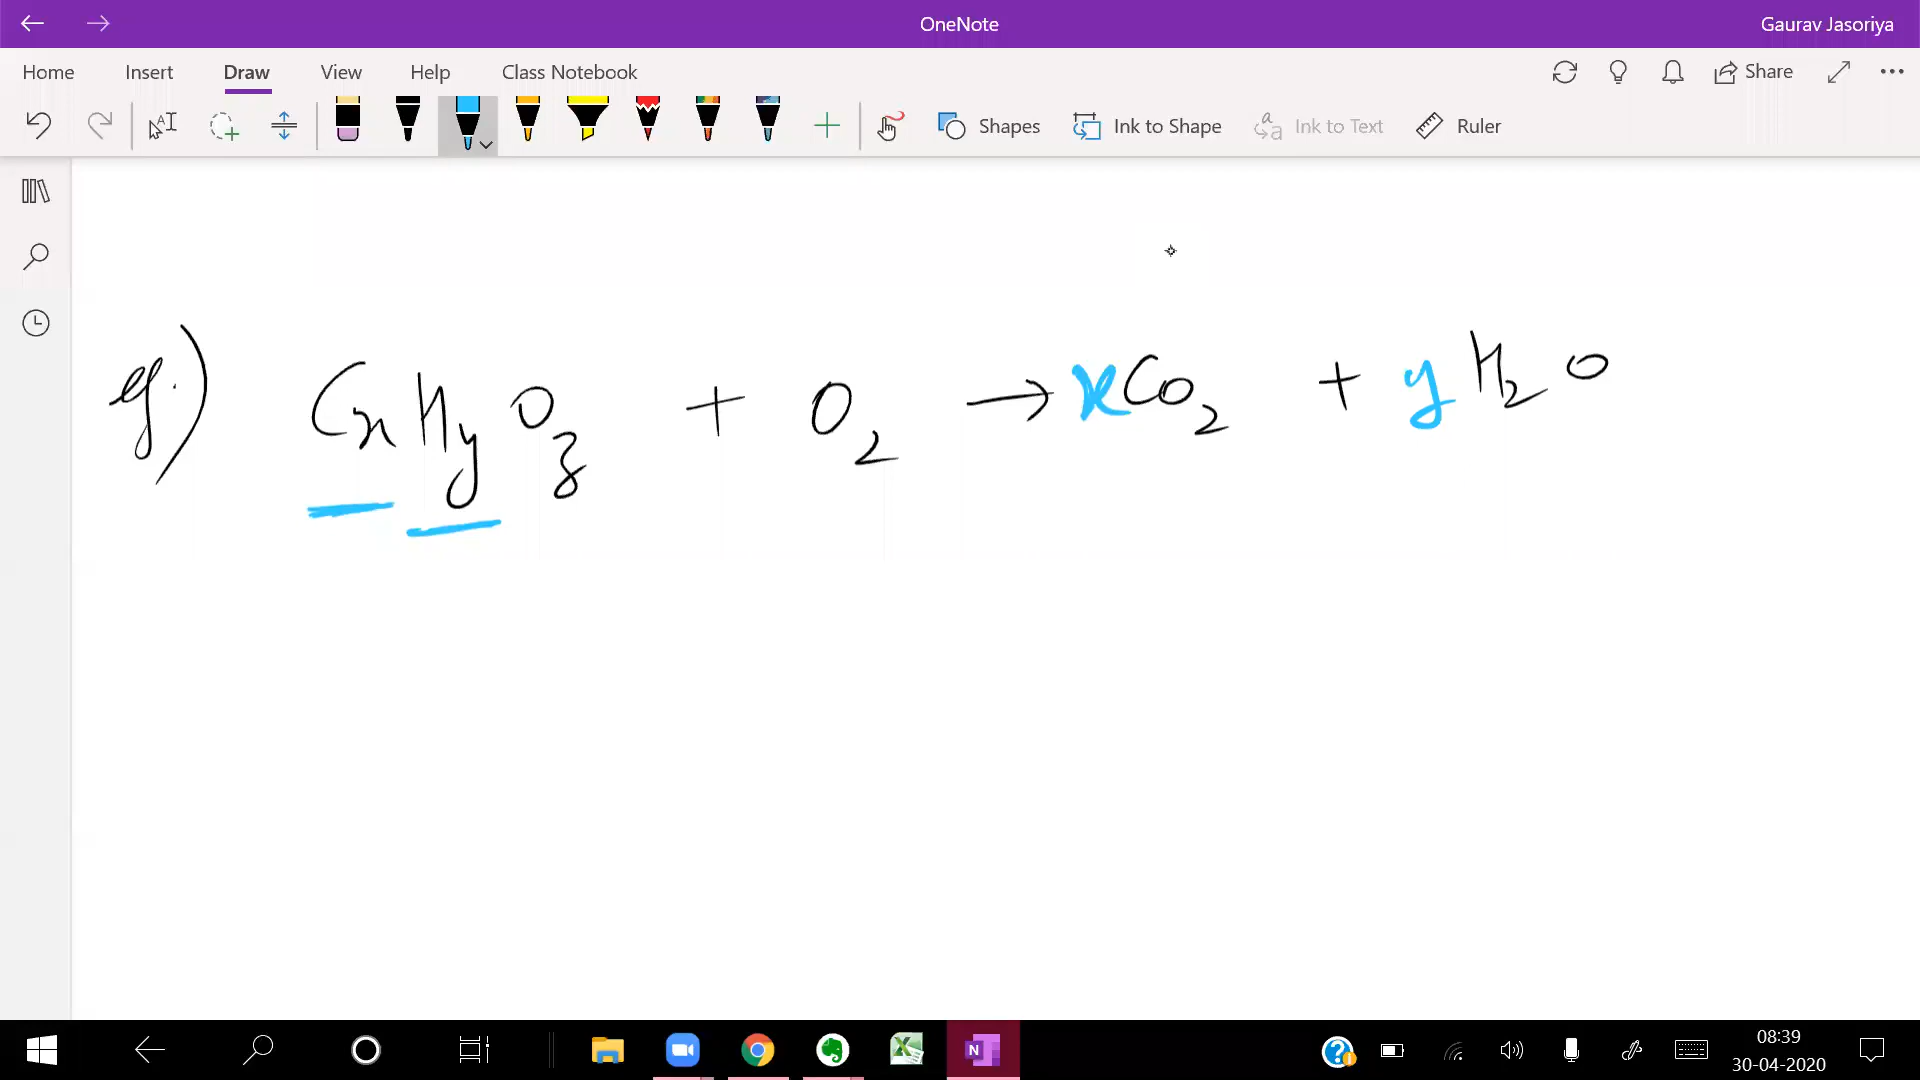 OneNote
Gaurav Jasoriya
Home Insert Draw View Help Class Notebook Share
Shapes Ink to Shape Ink to Text Ruler
eg.) CxHyOz + O2 → xCO2 + yH2O
08:39
30-04-2020